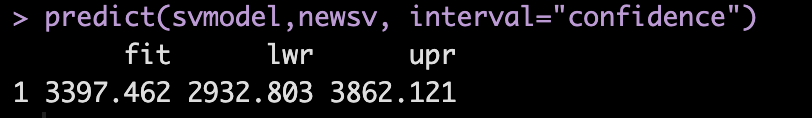 > predict(svmodel,newsv, interval="confidence")
fit lwr upr
1 3397.462 2932.803 3862.121